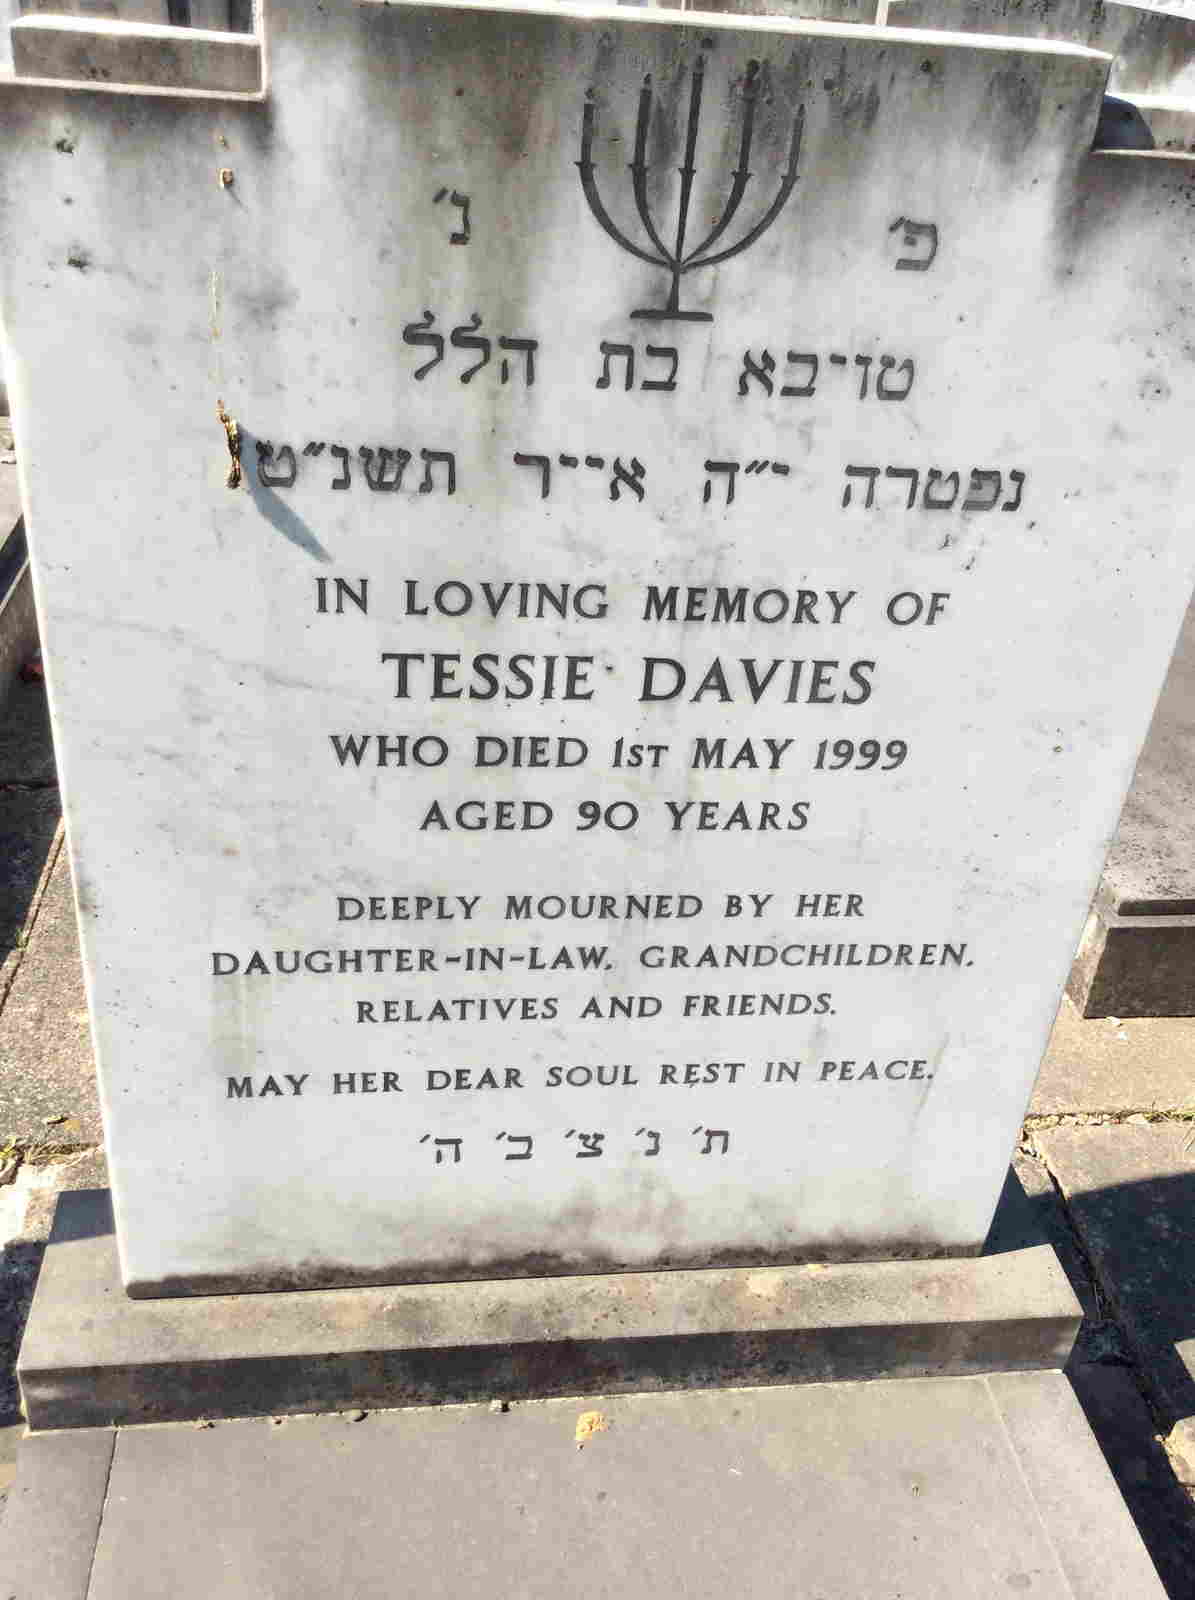 פ׳ נ׳
טויבא בת הלל
נפטרה י״ה אייר תשנ״ט
IN LOVING MEMORY OF
TESSIE DAVIES
WHO DIED 1ST MAY 1999
AGED 90 YEARS
DEEPLY MOURNED BY HER
DAUGHTER-IN-LAW, GRANDCHILDREN,
RELATIVES AND FRIENDS.
MAY HER DEAR SOUL REST IN PEACE.
ת׳ נ׳ צ׳ ב׳ ה׳